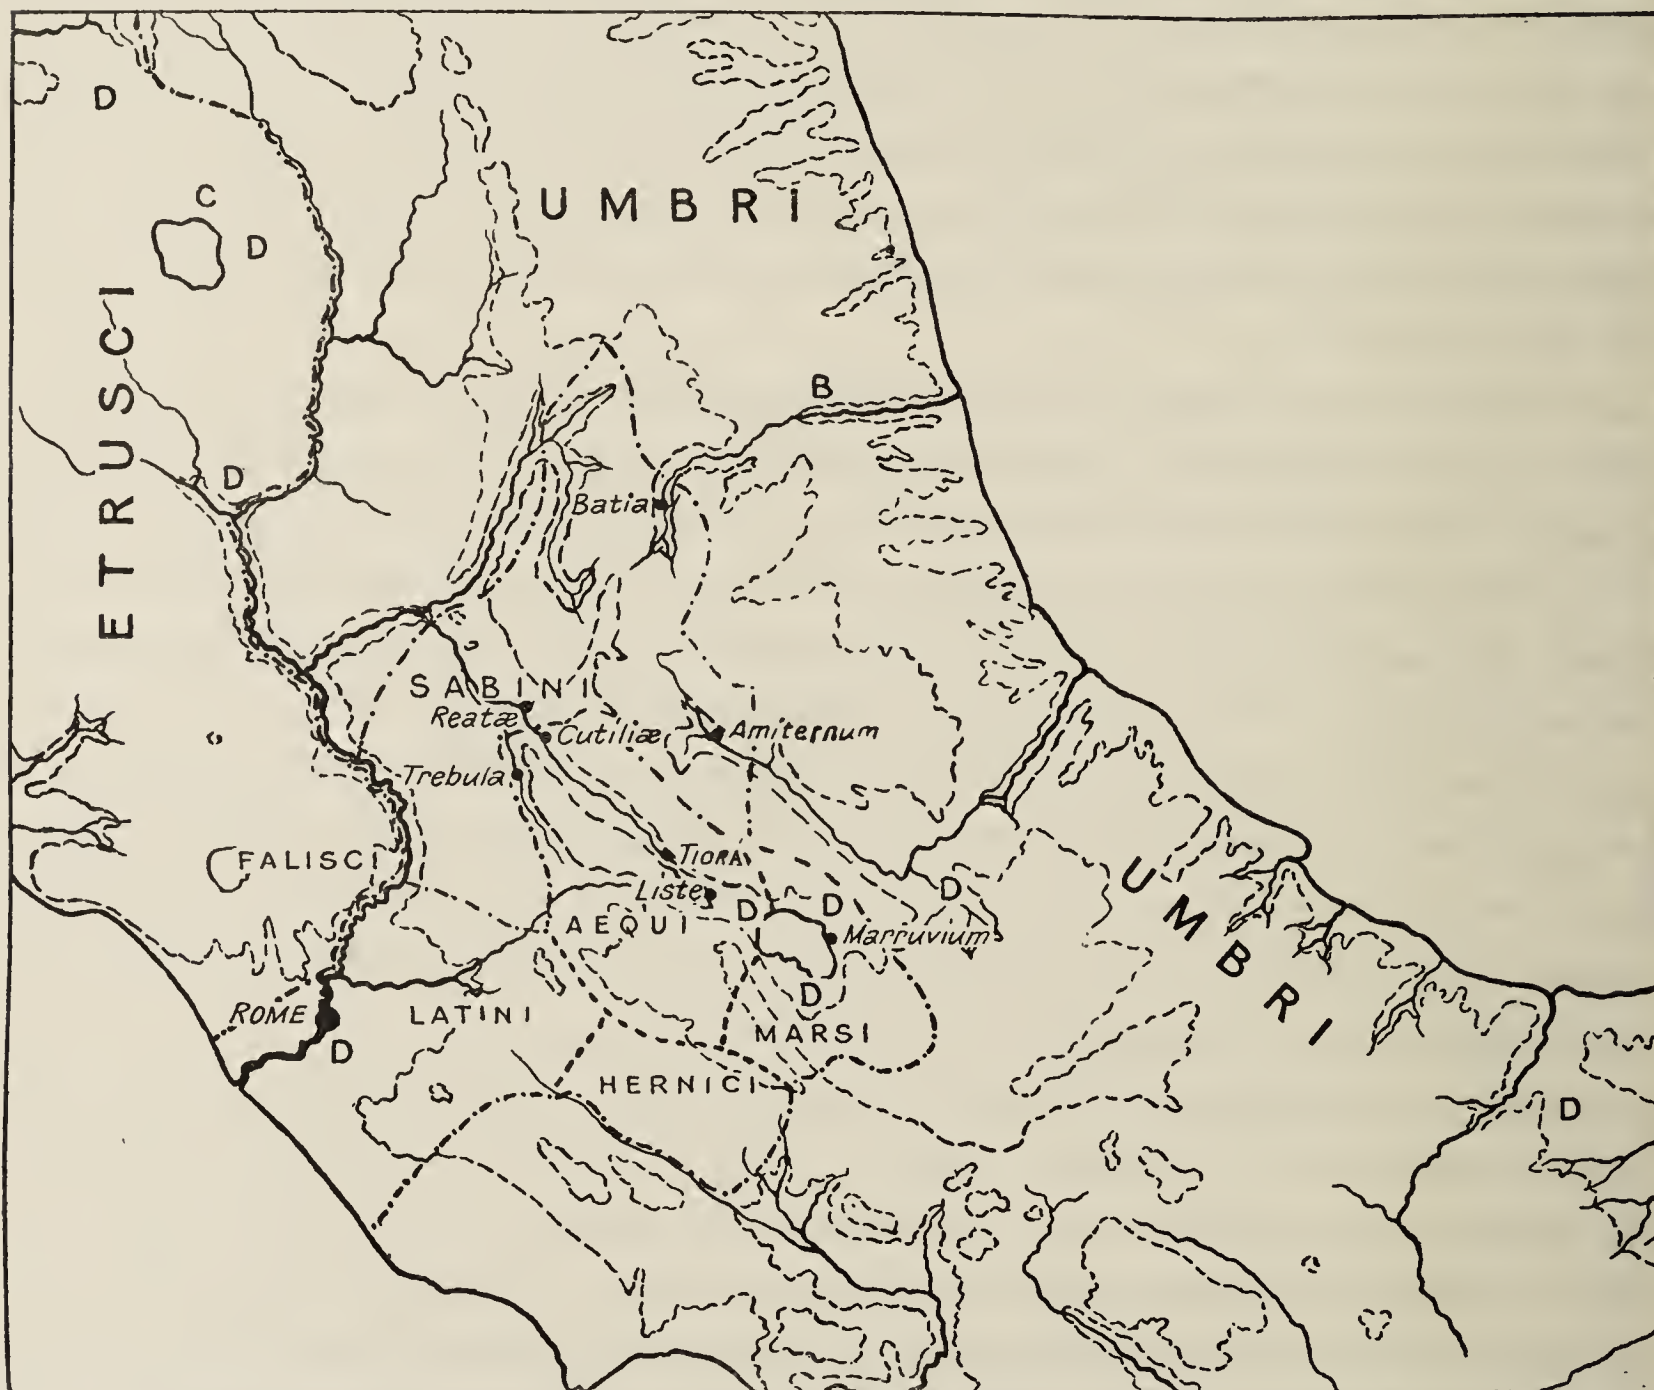 D
C
D
UMBRI
ETRUSCI
B
D
Batia
SABINI
Reatæ
Cutiliæ
Amiternum
Trebula
FALISCI
TIORA
Liste
D
D
D
AEQUI
Marruvium
UMBRI
D
ROME
LATINI
MARSI
D
HERNICI
D